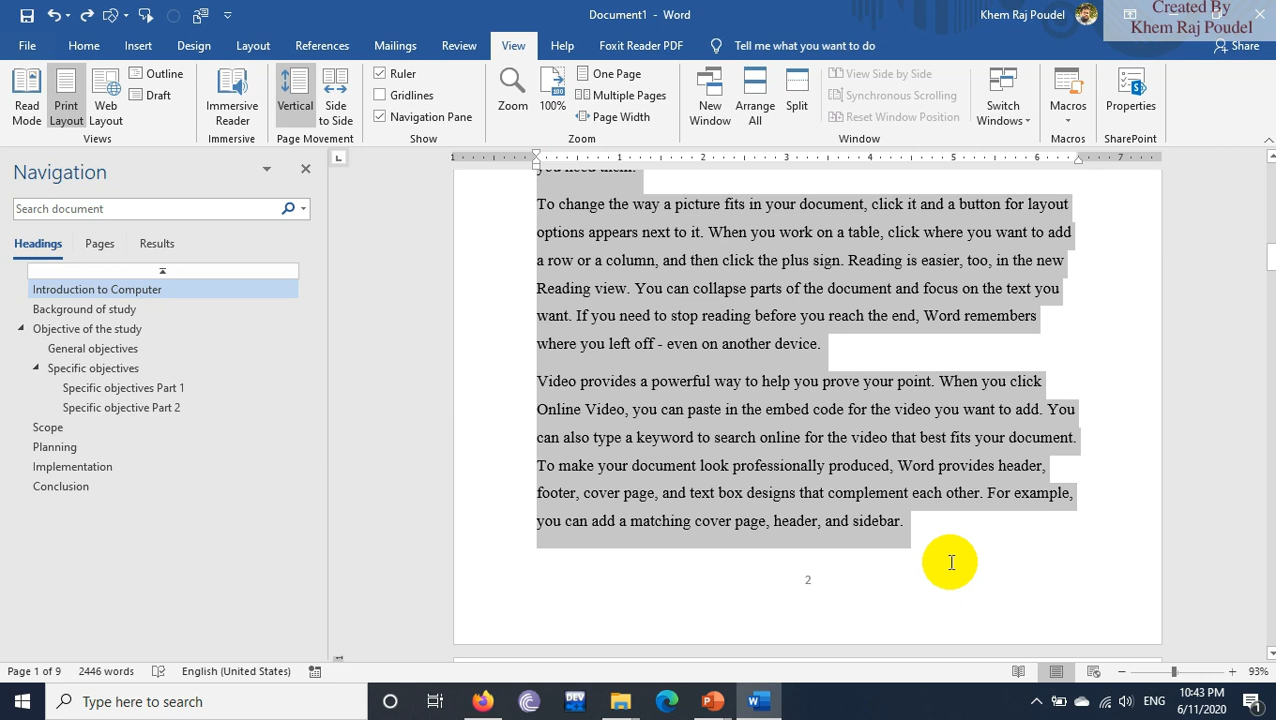 Document1 - Word
Khem Raj Poudel
Created By
Khem Raj Poudel
File Home Insert Design Layout References Mailings Review View Help Foxit Reader PDF Tell me what you want to do Share
Read Mode
Print Layout
Web Layout
Outline
Draft
Views
Immersive Reader
Immersive
Vertical
Side to Side
Page Movement
Ruler
Gridlines
Navigation Pane
Show
Zoom
100%
One Page
Multiple Pages
Page Width
Zoom
New Window
Arrange All
Split
View Side by Side
Synchronous Scrolling
Reset Window Position
Window
Switch Windows
Macros
Macros
Properties
SharePoint
Navigation
Search document
Headings Pages Results
Introduction to Computer
Background of study
Objective of the study
General objectives
Specific objectives
Specific objectives Part 1
Specific objective Part 2
Scope
Planning
Implementation
Conclusion
1 1 2 3 4 5 6 7
you need them.
To change the way a picture fits in your document, click it and a button for layout
options appears next to it. When you work on a table, click where you want to add
a row or a column, and then click the plus sign. Reading is easier, too, in the new
Reading view. You can collapse parts of the document and focus on the text you
want. If you need to stop reading before you reach the end, Word remembers
where you left off - even on another device.
Video provides a powerful way to help you prove your point. When you click
Online Video, you can paste in the embed code for the video you want to add. You
can also type a keyword to search online for the video that best fits your document.
To make your document look professionally produced, Word provides header,
footer, cover page, and text box designs that complement each other. For example,
you can add a matching cover page, header, and sidebar.
2
Page 1 of 9 2446 words English (United States) 93%
Type here to search
DEV
ENG
10:43 PM
6/11/2020
1